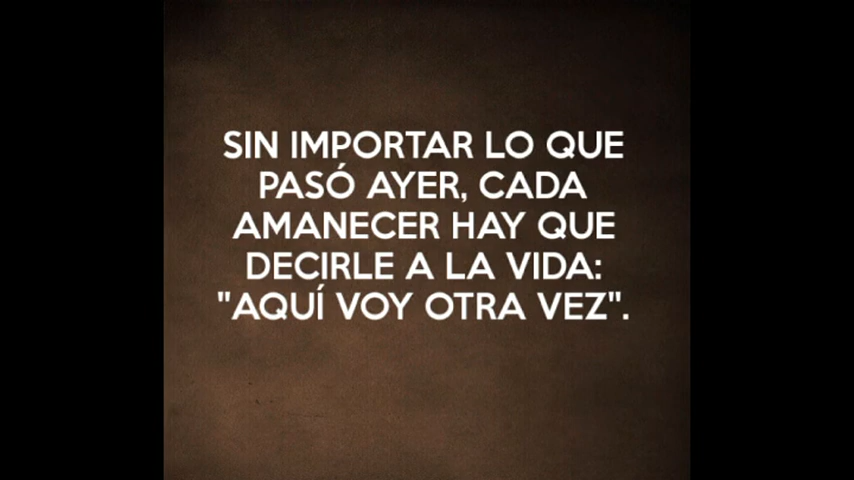 SIN IMPORTAR LO QUE
PASÓ AYER, CADA
AMANECER HAY QUE
DECIRLE A LA VIDA:
"AQUÍ VOY OTRA VEZ".